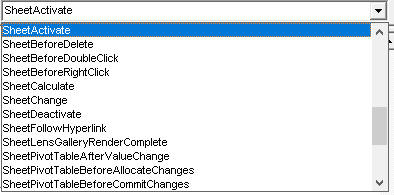 SheetActivate
SheetActivate
SheetBeforeDelete
SheetBeforeDoubleClick
SheetBeforeRightClick
SheetCalculate
SheetChange
SheetDeactivate
SheetFollowHyperlink
SheetLensGalleryRenderComplete
SheetPivotTableAfterValueChange
SheetPivotTableBeforeAllocateChanges
SheetPivotTableBeforeCommitChanges